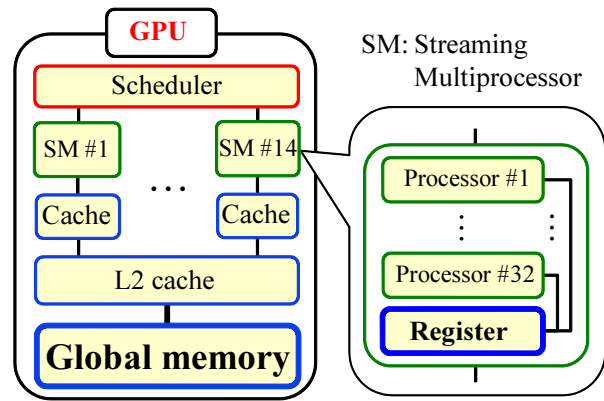 GPU
Scheduler
SM #1
SM #14
...
Cache
Cache
L2 cache
Global memory
SM: Streaming
Multiprocessor
Processor #1
Processor #32
Register